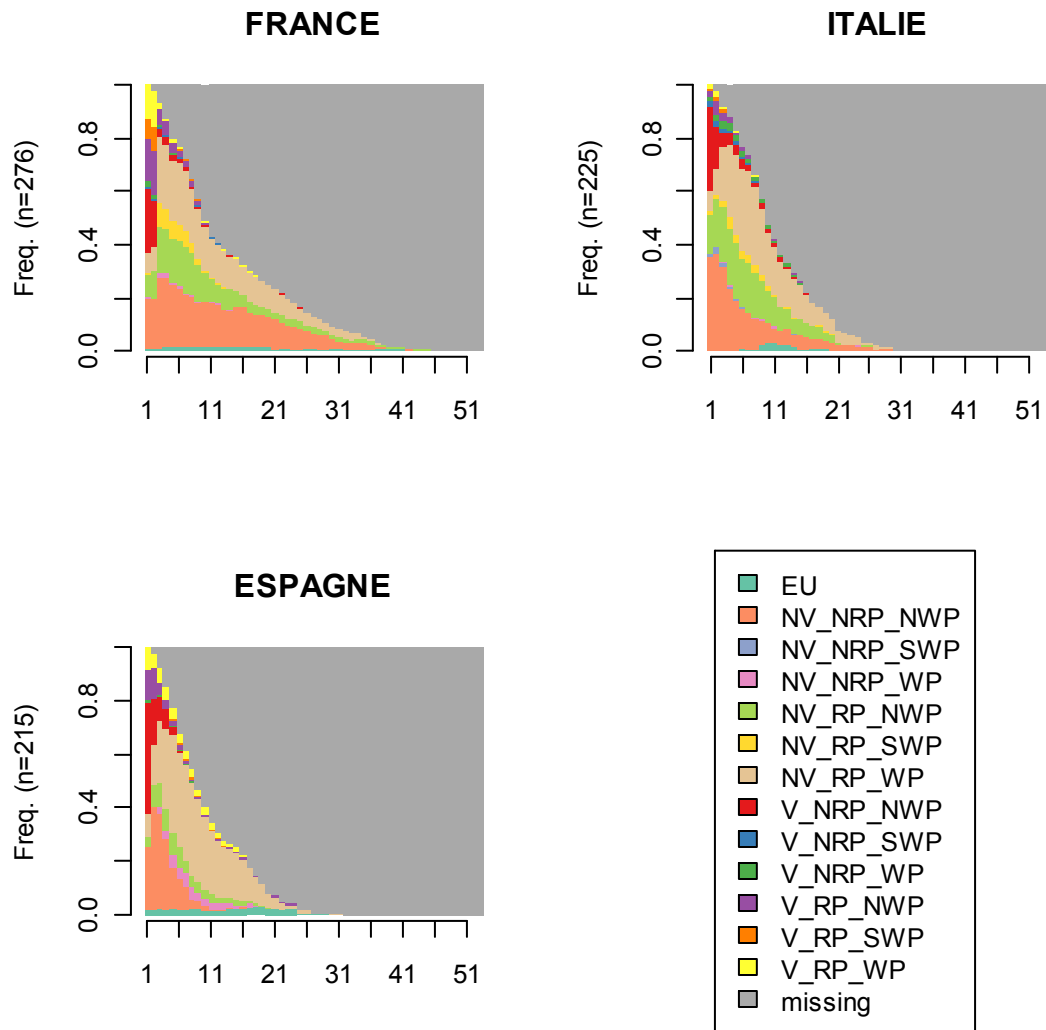 FRANCE
Freq. (n=276)
0.0 0.4 0.8
1 11 21 31 41 51
ITALIE
Freq. (n=225)
0.0 0.4 0.8
1 11 21 31 41 51
ESPAGNE
Freq. (n=215)
0.0 0.4 0.8
1 11 21 31 41 51
EU
NV_NRP_NWP
NV_NRP_SWP
NV_NRP_WP
NV_RP_NWP
NV_RP_SWP
NV_RP_WP
V_NRP_NWP
V_NRP_SWP
V_NRP_WP
V_RP_NWP
V_RP_SWP
V_RP_WP
missing